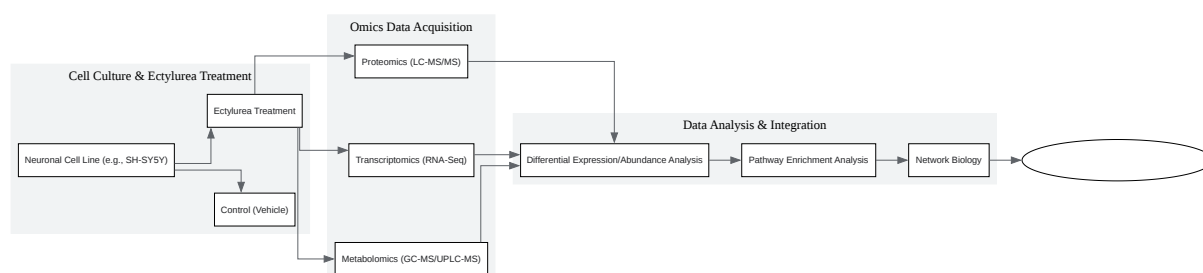 Omics Data Acquisition
Proteomics (LC-MS/MS)
Cell Culture & Ectylurea Treatment
Ectylurea Treatment
Data Analysis & Integration
Neuronal Cell Line (e.g., SH-SY5Y)
Transcriptomics (RNA-Seq)
Differential Expression/Abundance Analysis
Pathway Enrichment Analysis
Network Biology
Control (Vehicle)
Metabolomics (GC-MS/UPLC-MS)